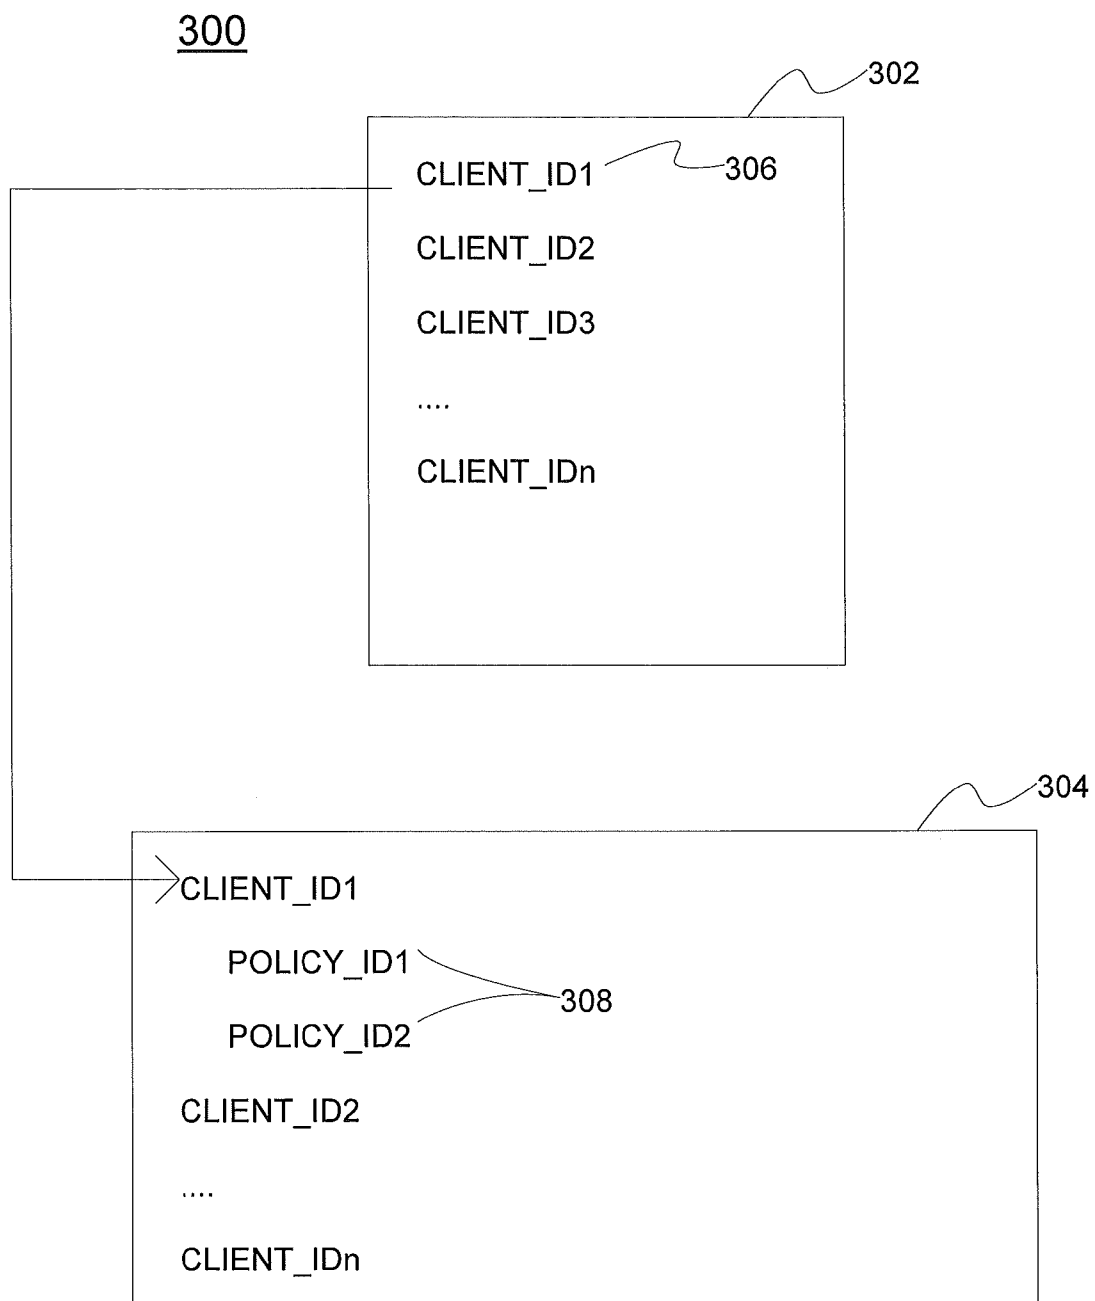 300
302
CLIENT_ID1 306
CLIENT_ID2
CLIENT_ID3
....
CLIENT_IDn
304
CLIENT_ID1
POLICY_ID1
308
POLICY_ID2
CLIENT_ID2
....
CLIENT_IDn